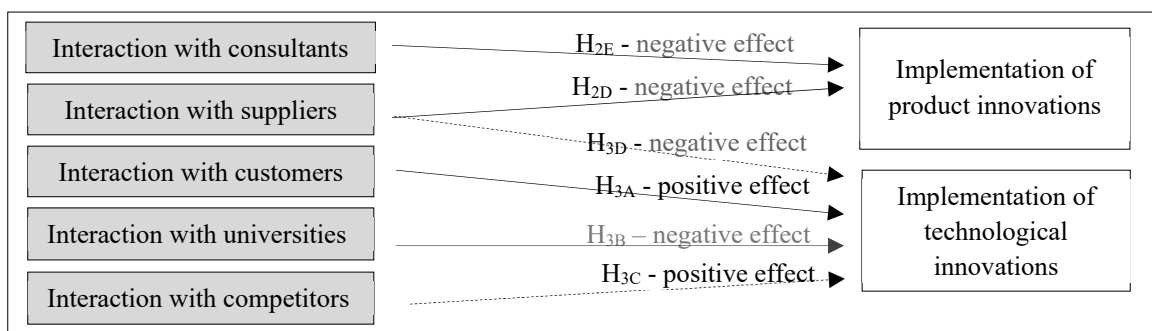 Interaction with consultants
Interaction with suppliers
Interaction with customers
Interaction with universities
Interaction with competitors
H2E - negative effect
H2D - negative effect
H3D - negative effect
H3A - positive effect
H3B – negative effect
H3C - positive effect
Implementation of
product innovations
Implementation of
technological
innovations